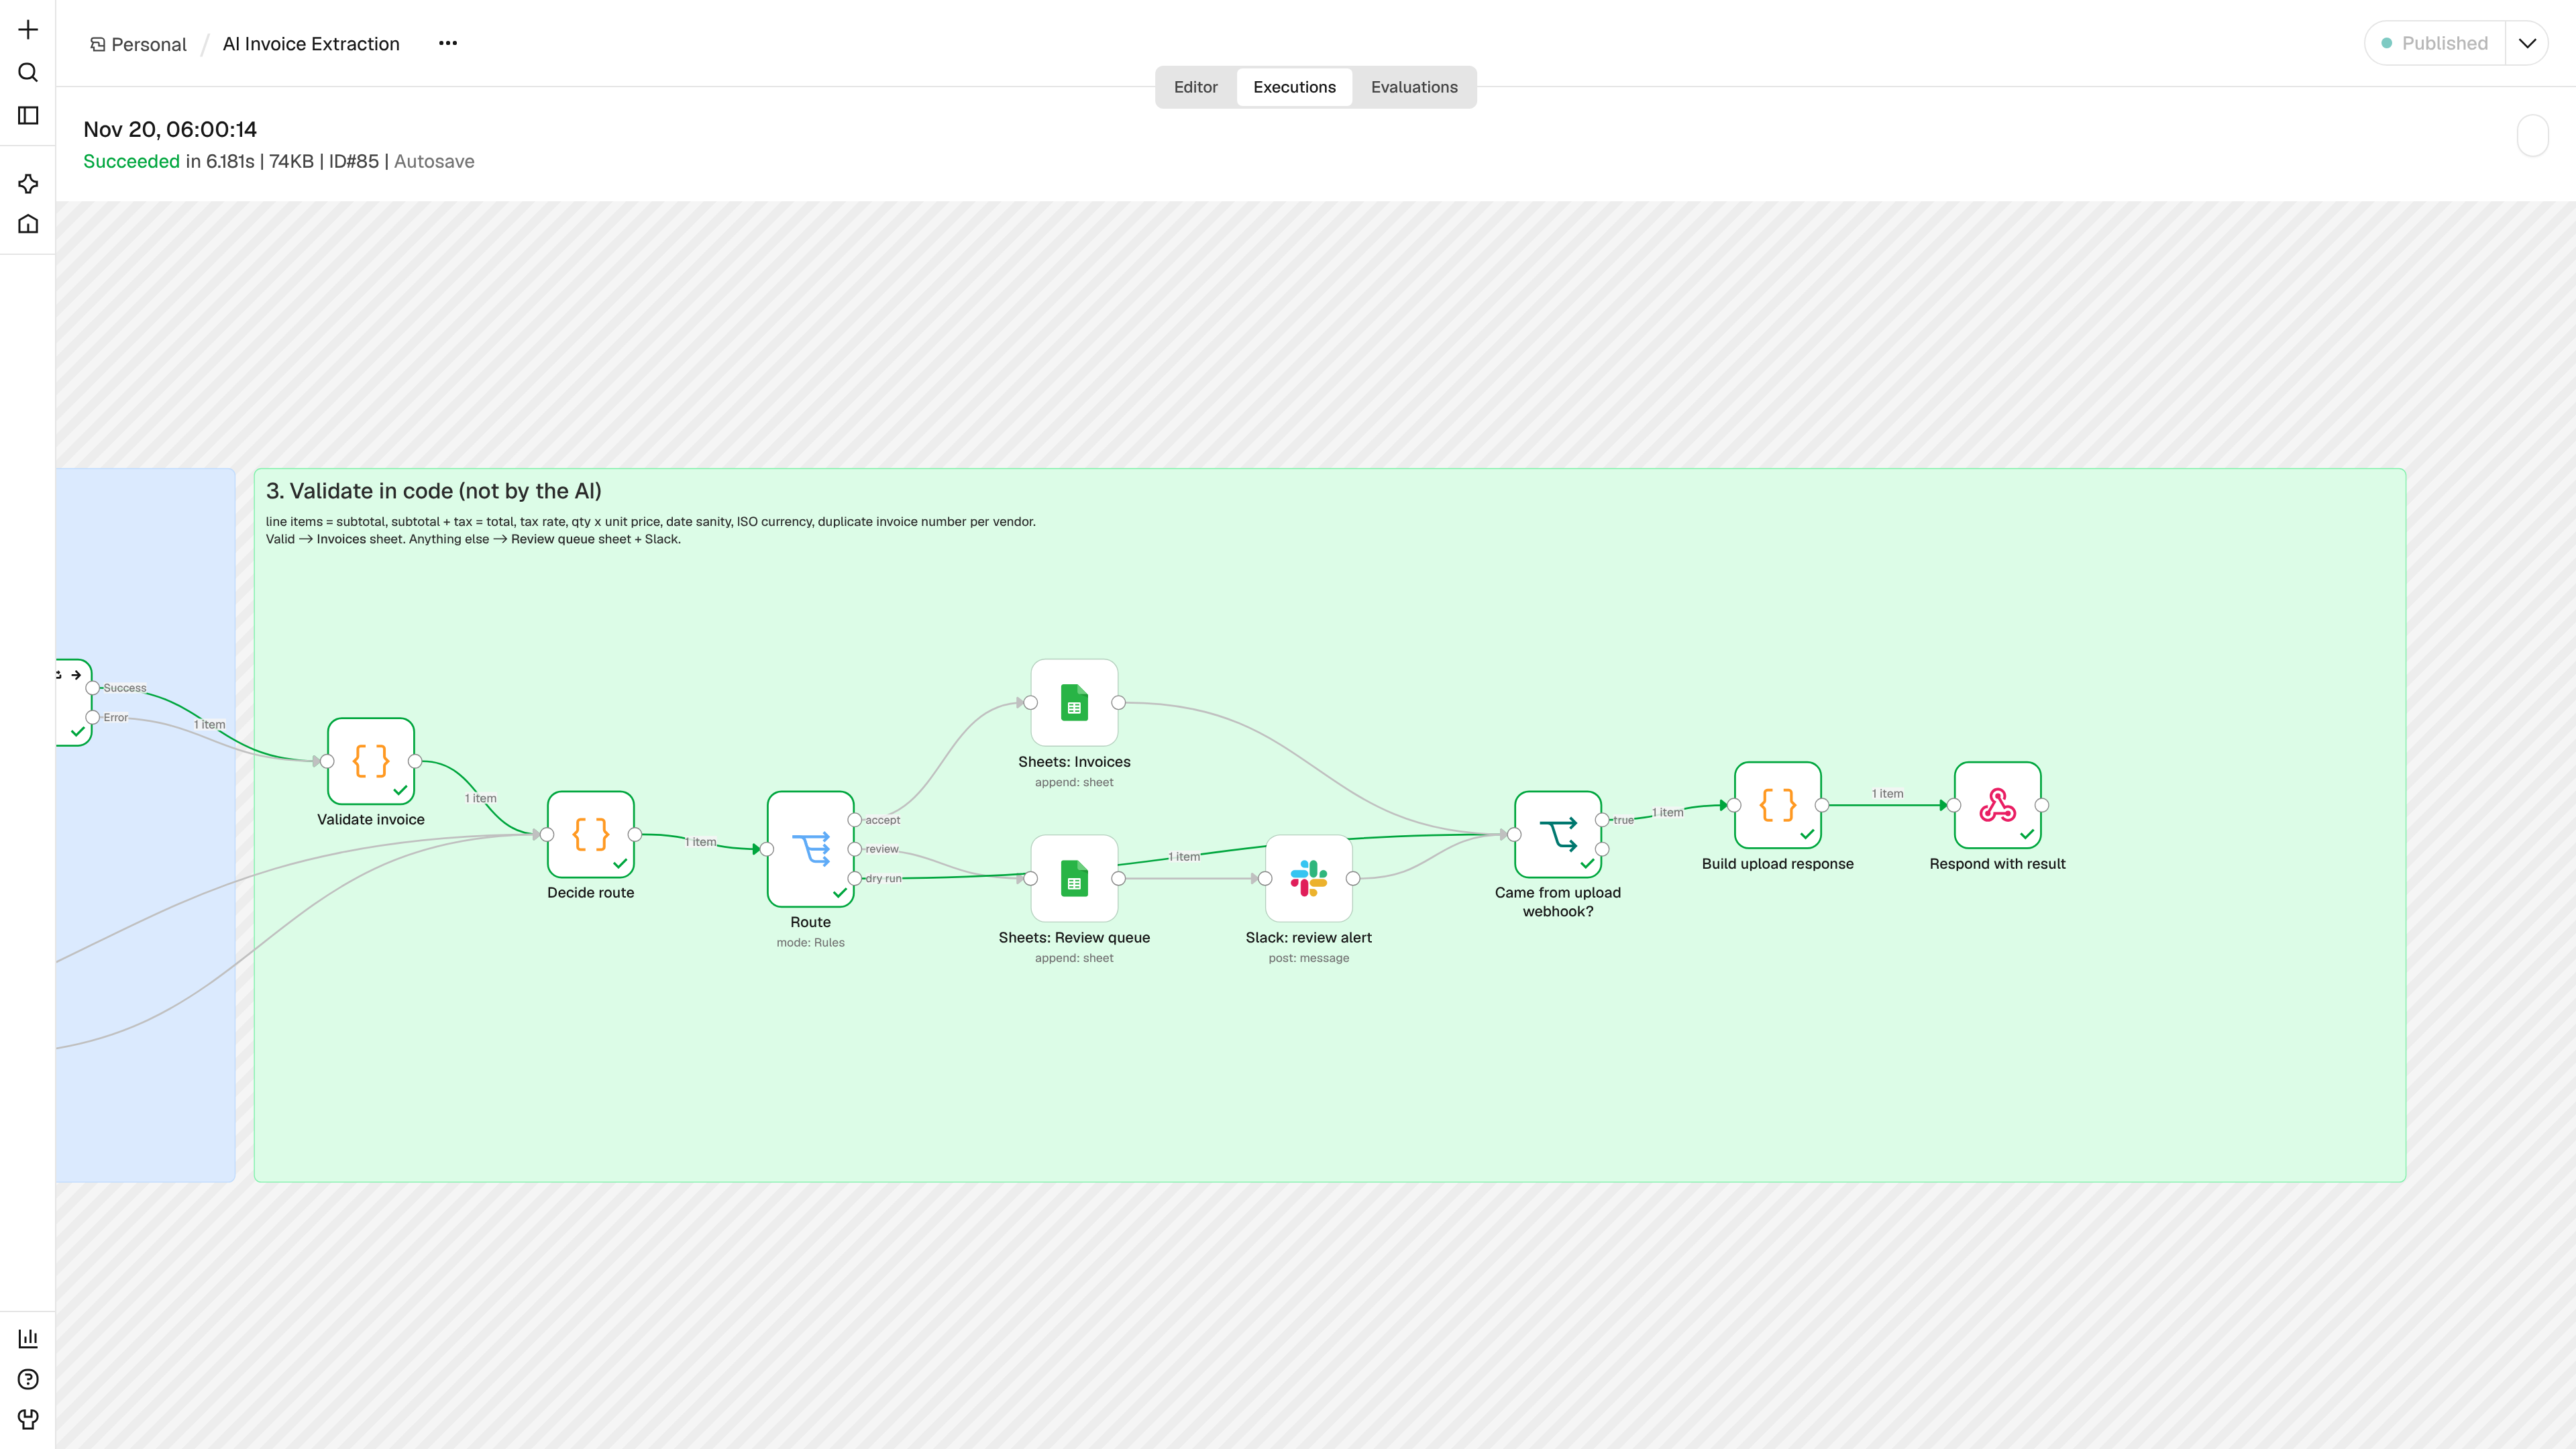 Personal / AI Invoice Extraction
Published
Editor
Executions
Evaluations
Nov 20, 06:00:14
Succeeded in 6.181s | 74KB | ID#85 | Autosave
3. Validate in code (not by the AI)
line items = subtotal, subtotal + tax = total, tax rate, qty x unit price, date sanity, ISO currency, duplicate invoice number per vendor.
Valid → Invoices sheet. Anything else → Review queue sheet + Slack.
Success
Error
1 item
Validate invoice
1 item
Decide route
1 item
Route
mode: Rules
accept
review
dry run
Sheets: Invoices
append: sheet
Sheets: Review queue
append: sheet
1 item
Slack: review alert
post: message
Came from upload
webhook?
true
1 item
Build upload response
1 item
Respond with result